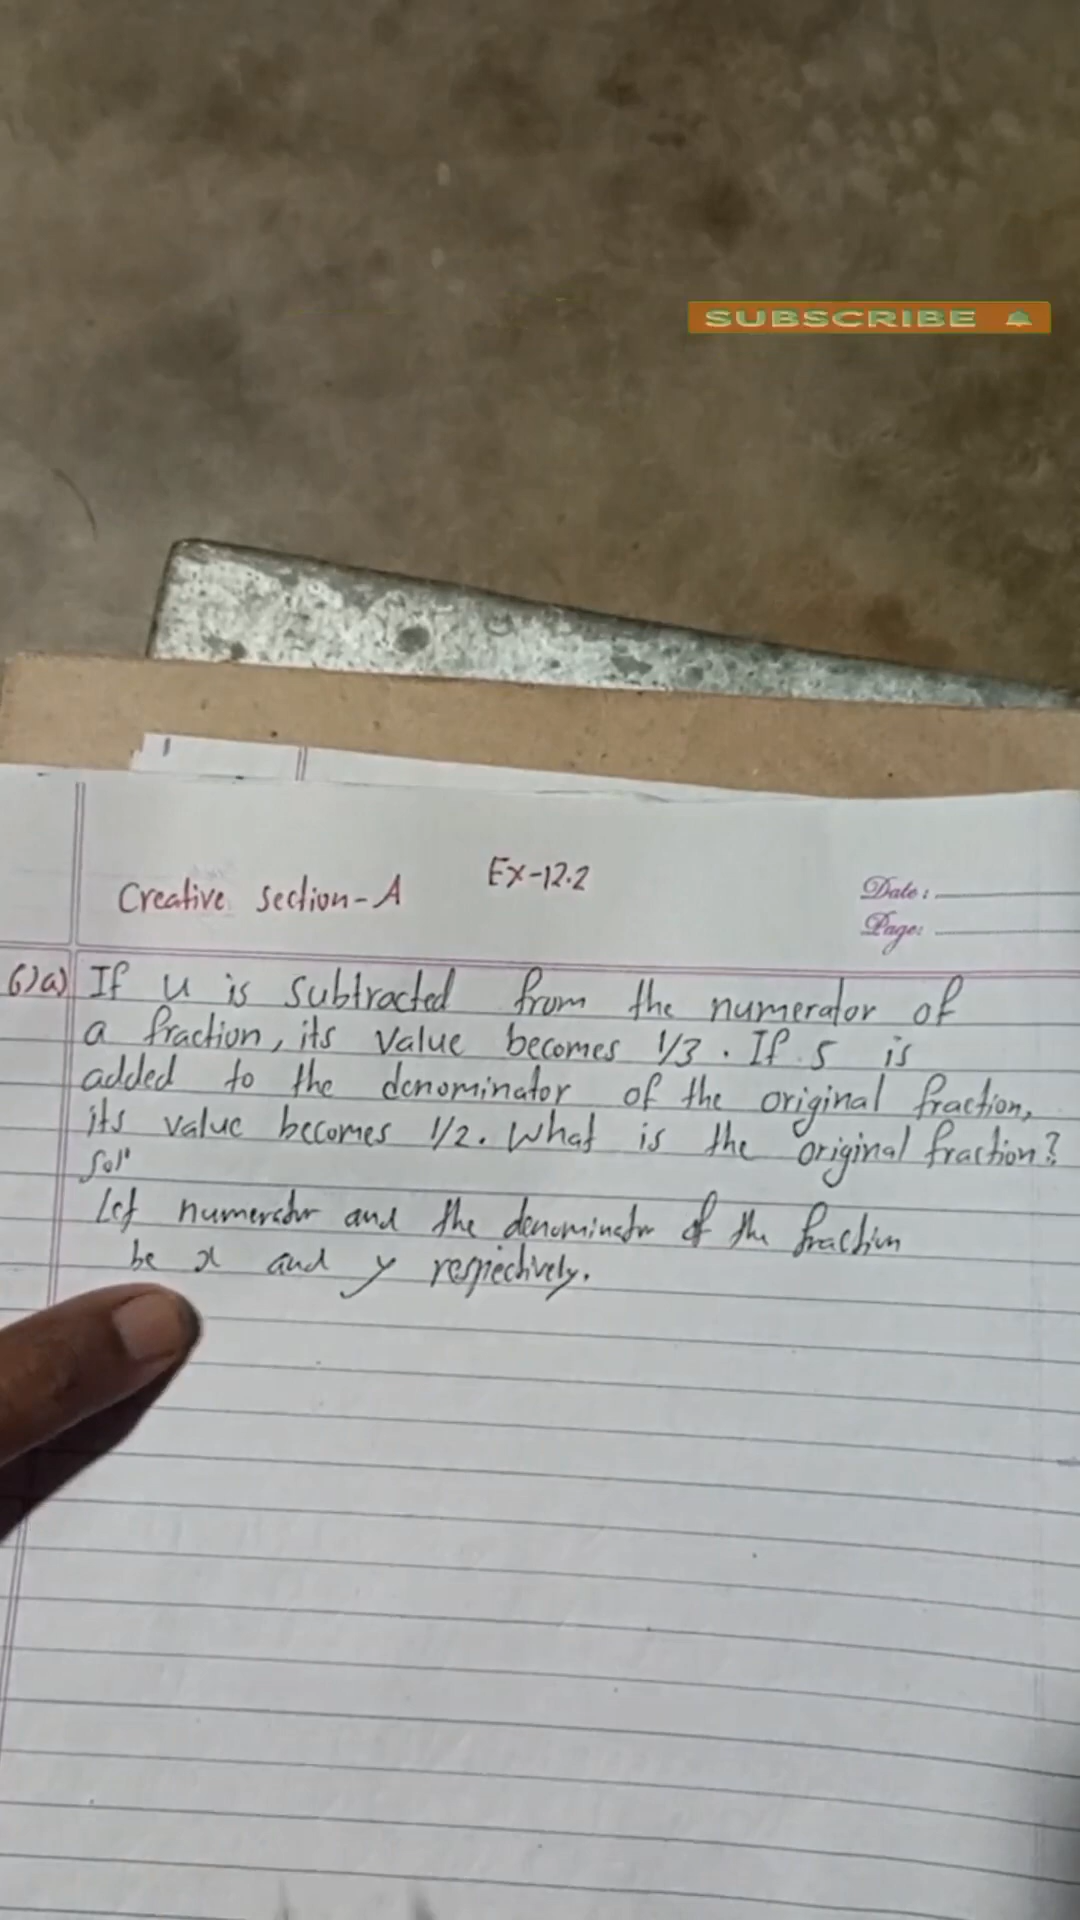 SUBSCRIBE
Ex-12.2
Creative section-A
Date:
Page:
6)a) If u is subtracted from the numerator of
a fraction, its value becomes 1/3. If 5 is
added to the denominator of the original fraction,
its value becomes 1/2. What is the original fraction?
Solⁿ
Let numerator and the denominator of the fraction
be x and y respectively.